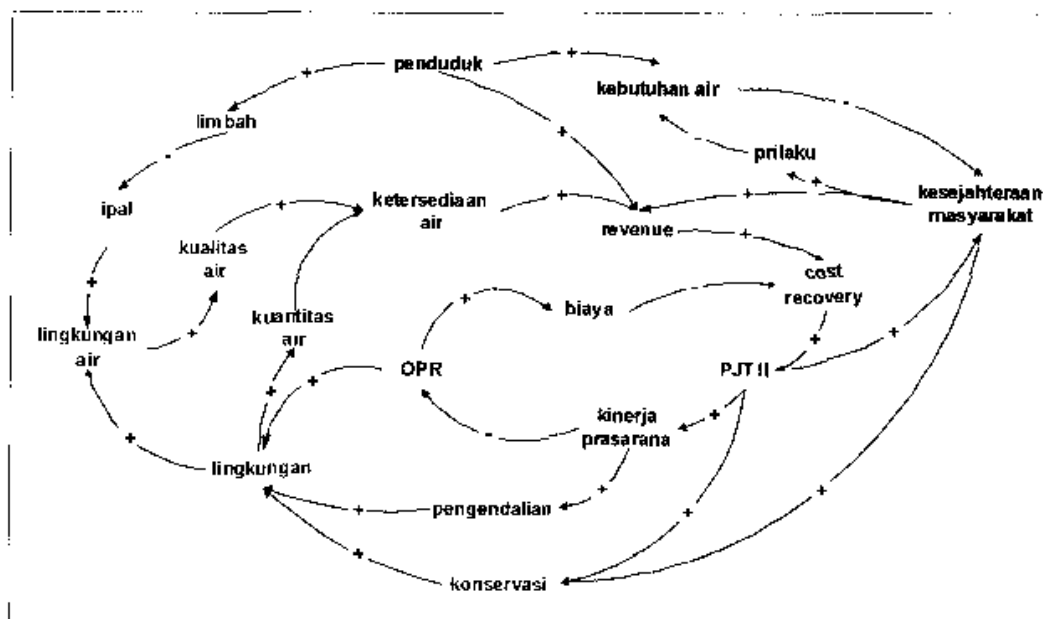 penduduk
kebutuhan air
limbah
prilaku
kesejahteraan
masyarakat
ipal
ketersediaan
air
revenue
kualitas
air
cost
recovery
biaya
kuantitas
air
lingkungan
air
OPR
PJT II
kinerja
prasarana
lingkungan
pengendalian
konservasi